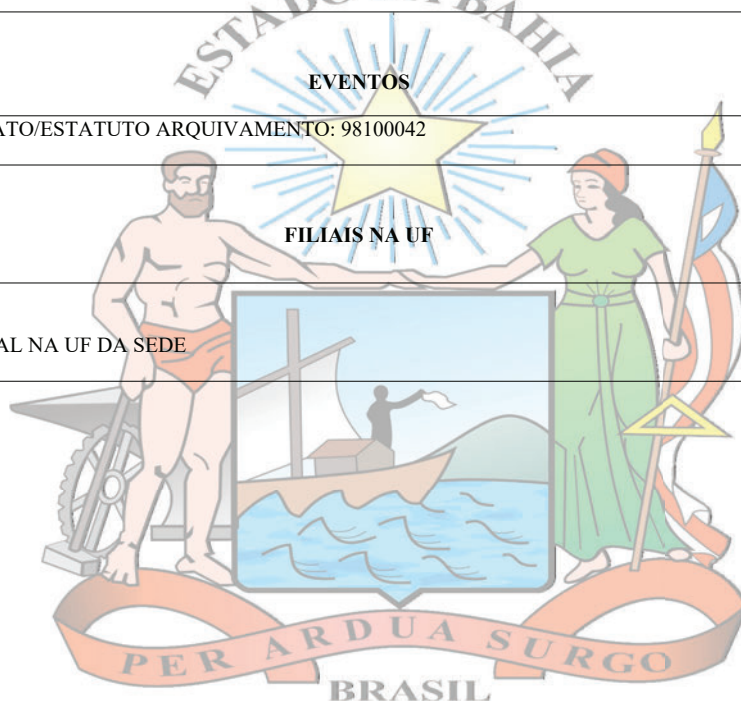 ESTADO DA BAHIA
EVENTOS
ATO/ESTATUTO ARQUIVAMENTO: 98100042
FILIAIS NA UF
AL NA UF DA SEDE
PER ARDUA SURGO
BRASIL